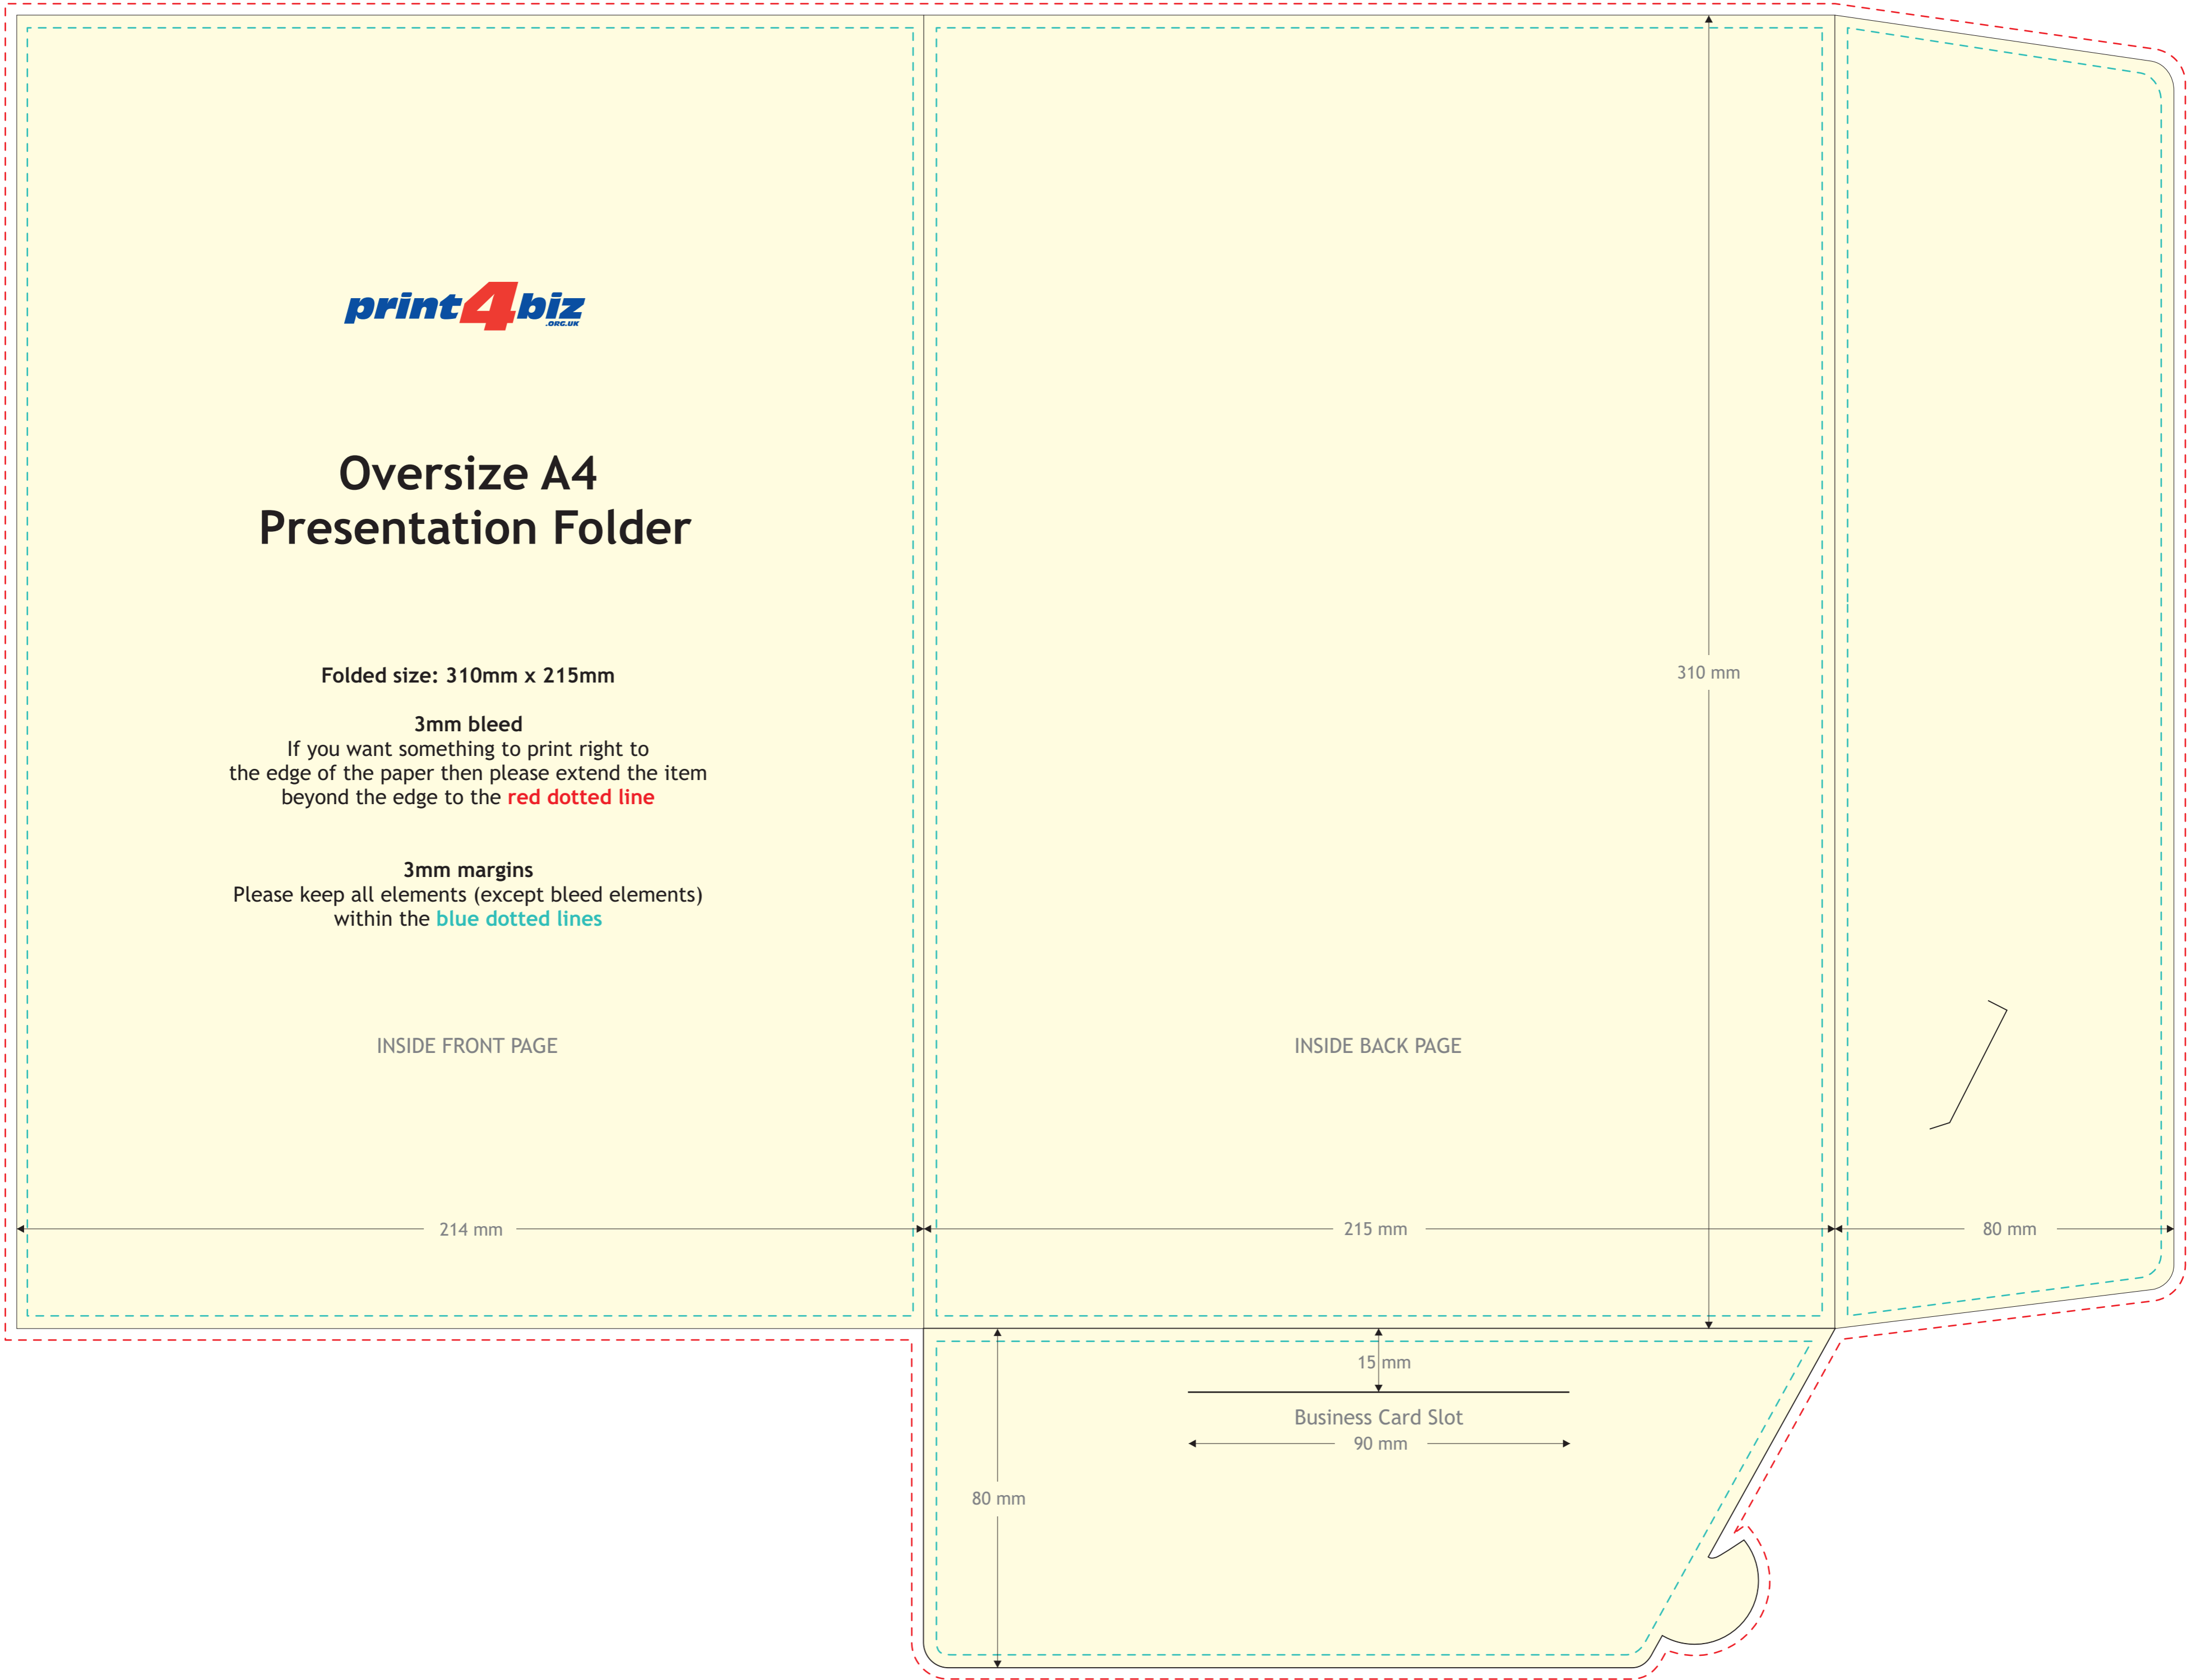 print4biz
.ORG.UK
Oversize A4
Presentation Folder
Folded size: 310mm x 215mm
3mm bleed
If you want something to print right to
the edge of the paper then please extend the item
beyond the edge to the red dotted line
3mm margins
Please keep all elements (except bleed elements)
within the blue dotted lines
INSIDE FRONT PAGE
214 mm
310 mm
INSIDE BACK PAGE
215 mm
80 mm
15 mm
Business Card Slot
90 mm
80 mm